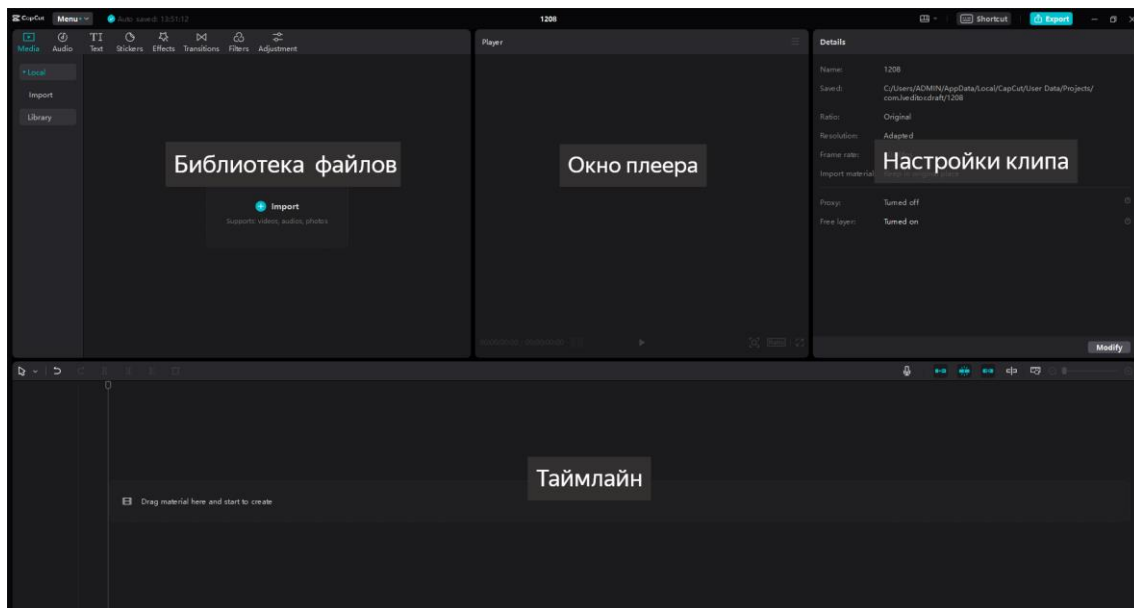 CapCut Menu Auto saved: 13:51:12 1208 Shortcut Export
Media Audio Text Stickers Effects Transitions Filters Adjustment
Player
Details
Local
Import
Library
Библиотека файлов
Import
Supports: videos, audios, photos
Окно плеера
Name: 1208
Saved: C:/Users/ADMIN/AppData/Local/CapCut/User Data/Projects/
com.lveditor.draft/1208
Ratio: Original
Resolution: Adapted
Frame rate:
Настройки клипа
Import material
Proxy: Turned off
Free layer: Turned on
Modify
Таймлайн
Drag material here and start to create